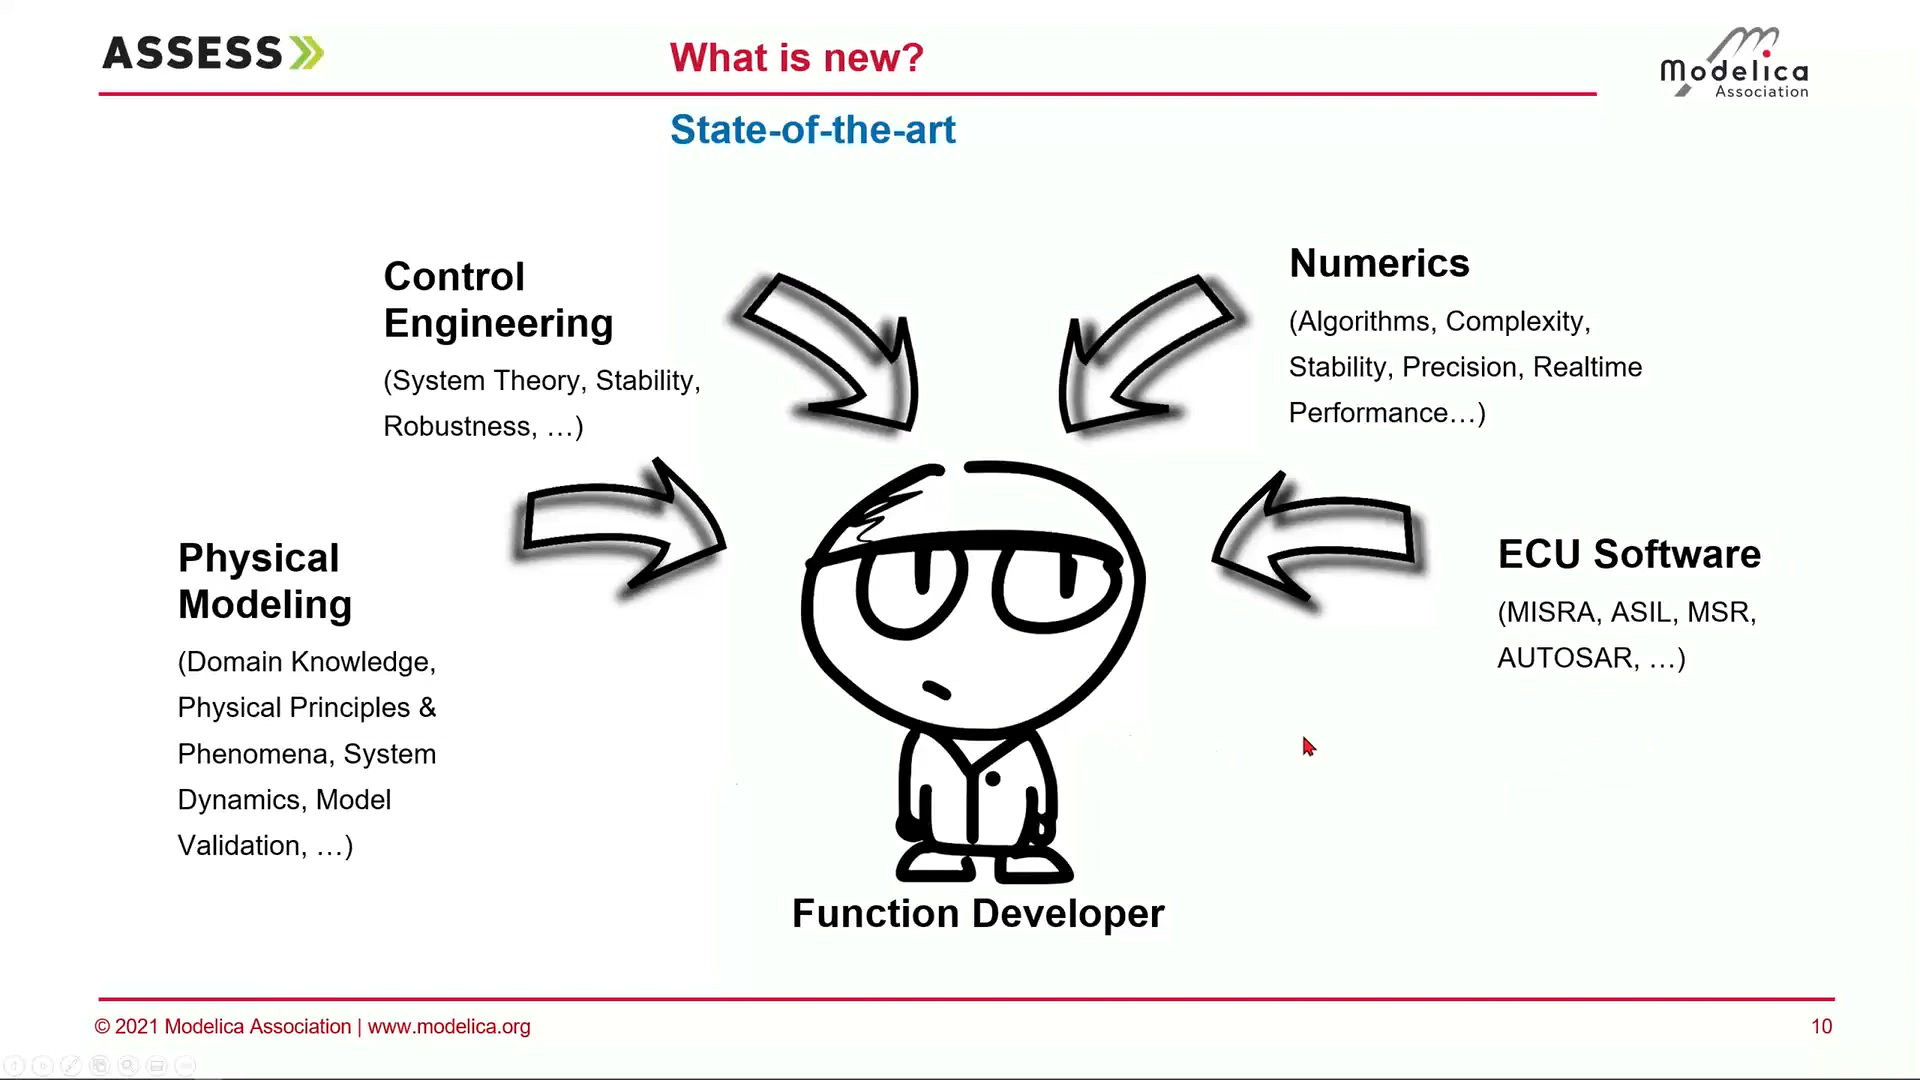 ASSESS
What is new?
Modelica
Association
State-of-the-art
Control
Engineering
(System Theory, Stability,
Robustness, …)
Numerics
(Algorithms, Complexity,
Stability, Precision, Realtime
Performance…)
Physical
Modeling
(Domain Knowledge,
Physical Principles &
Phenomena, System
Dynamics, Model
Validation, …)
ECU Software
(MISRA, ASIL, MSR,
AUTOSAR, …)
Function Developer
© 2021 Modelica Association | www.modelica.org
10